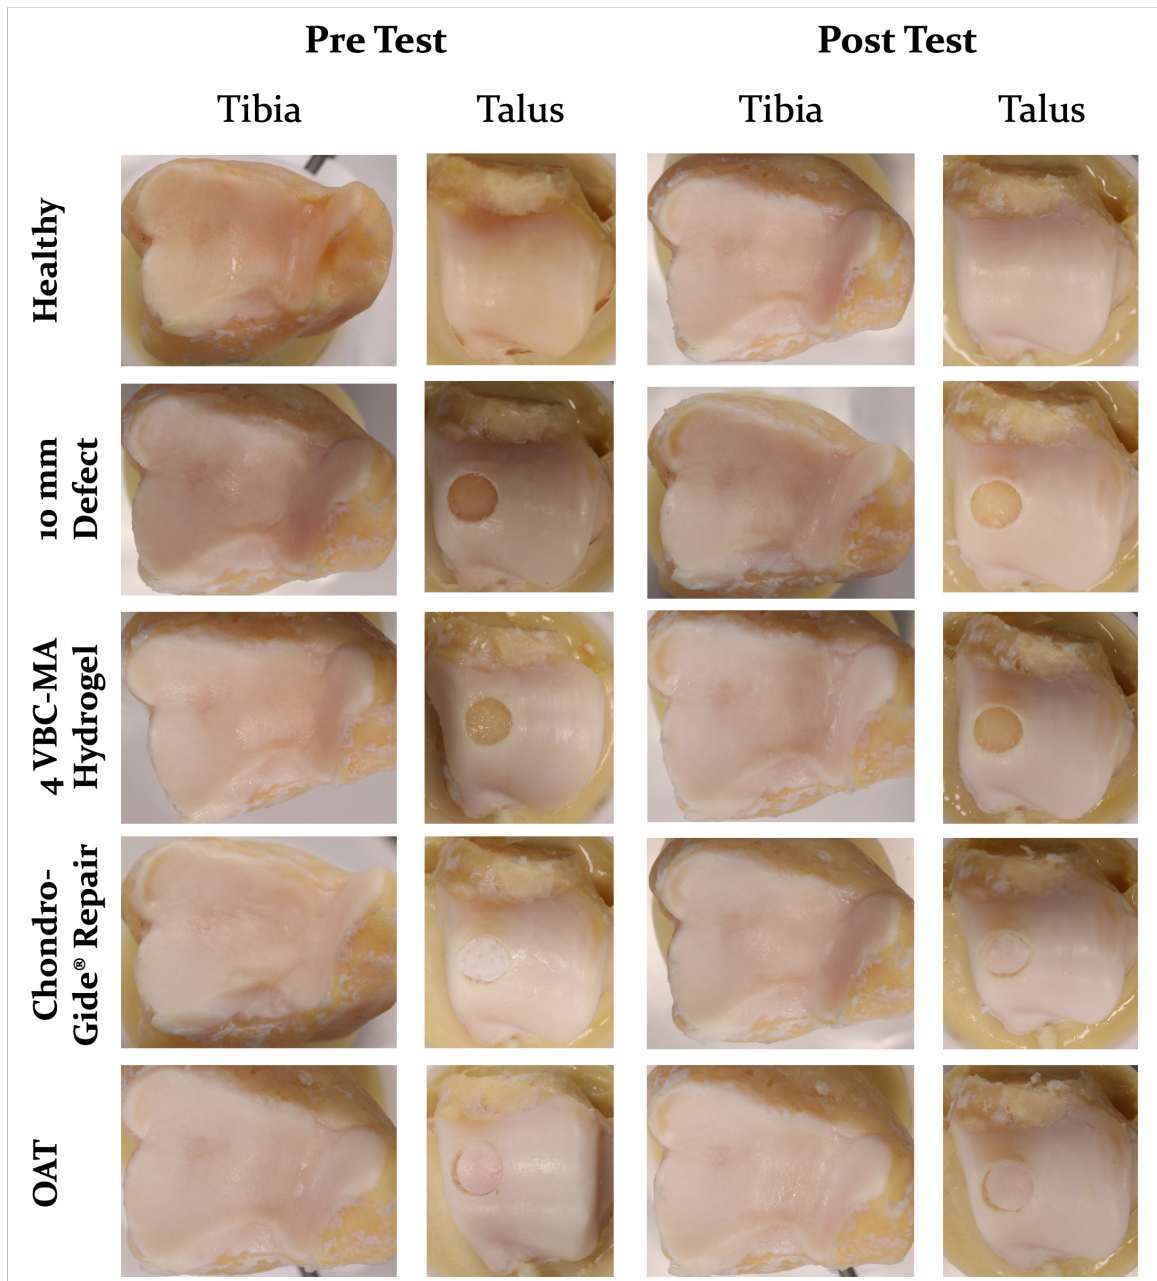 Pre Test
Post Test
Tibia
Talus
Tibia
Talus
Healthy
10 mm
Defect
4 VBC-MA
Hydrogel
Chondro-
Gide® Repair
OAT